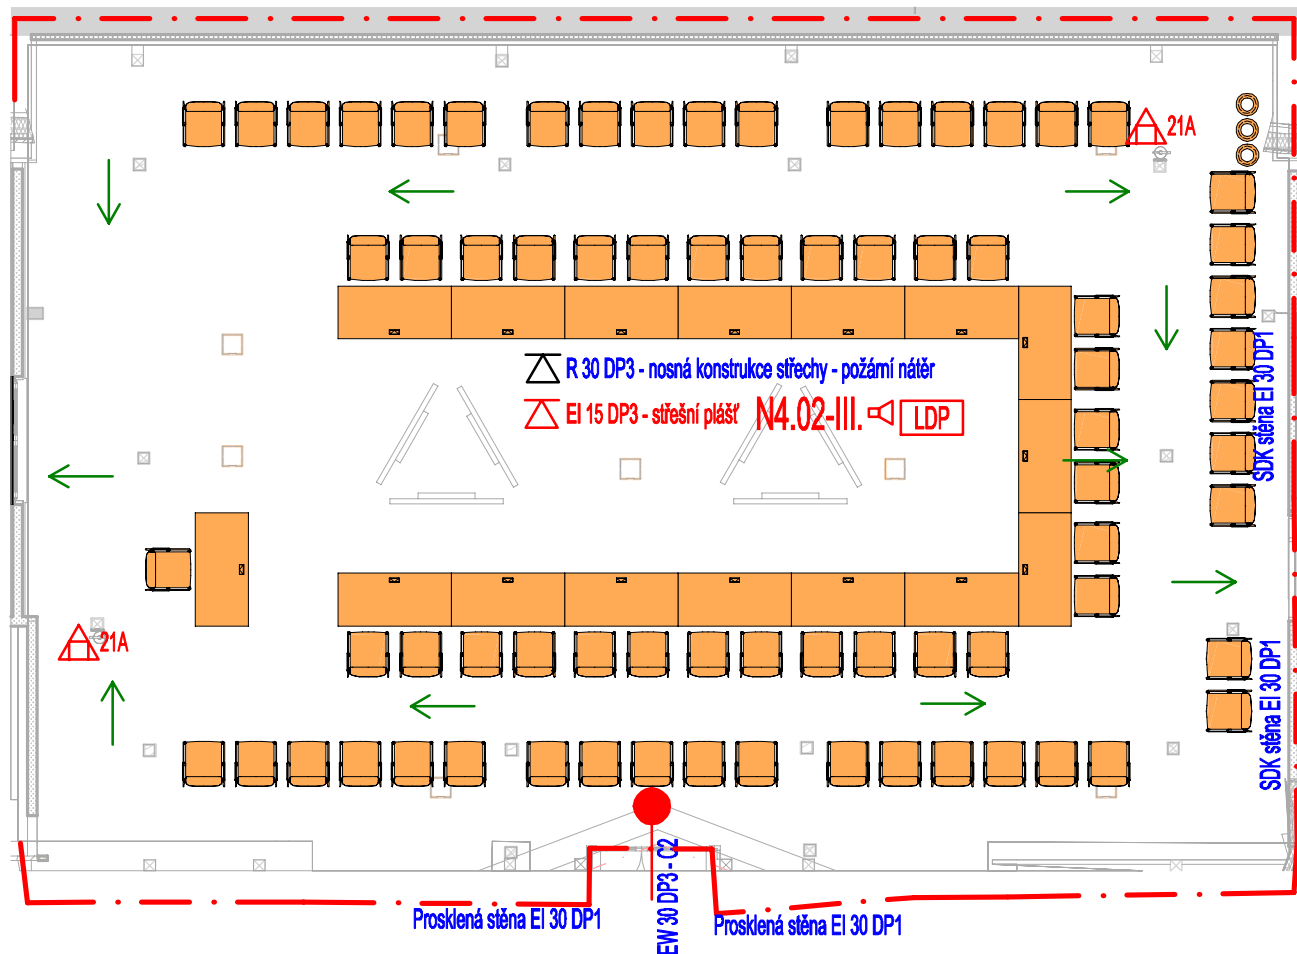 21A
R 30 DP3 - nosná konstrukce střechy - požární nátěr
EI 15 DP3 - střešní plášť
N4.02-III.
LDP
SDK stěna EI 30 DP1
21A
SDK stěna EI 30 DP1
EW 30 DP3 - C2
Prosklená stěna EI 30 DP1
Prosklená stěna EI 30 DP1